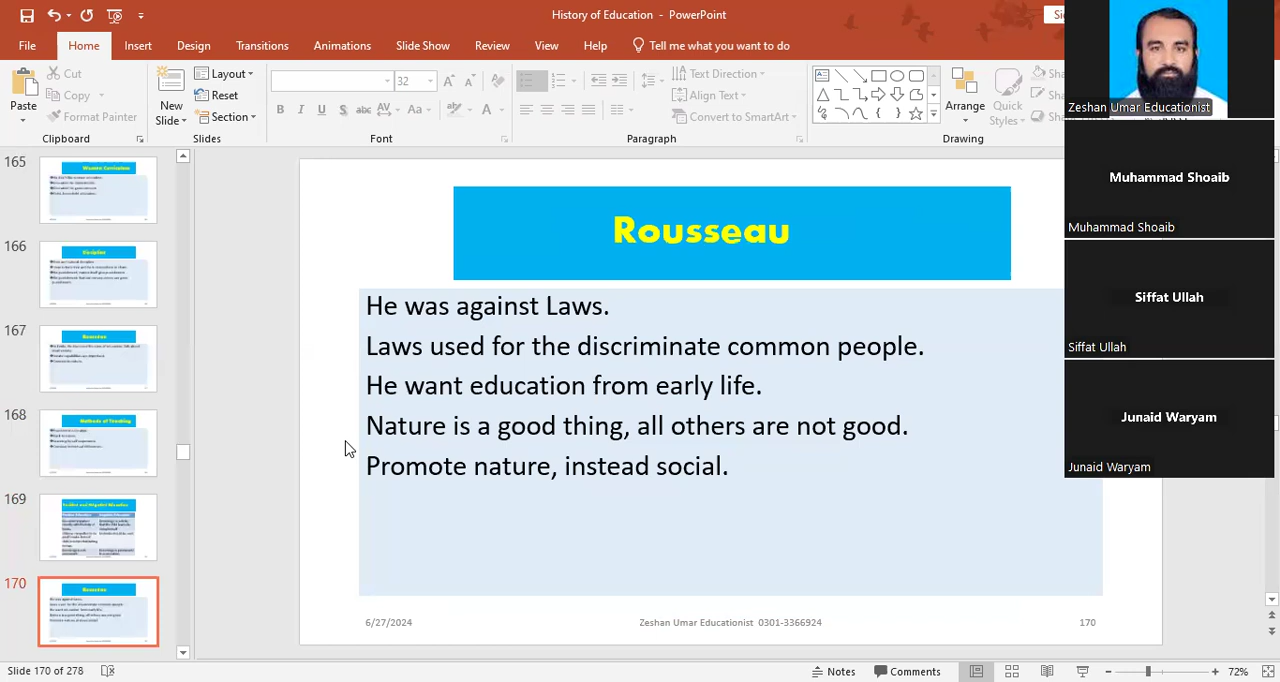 History of Education - PowerPoint
File Home Insert Design Transitions Animations Slide Show Review View Help Tell me what you want to do
Paste
Cut
Copy
Format Painter
Clipboard
New Slide
Layout
Reset
Section
Slides
32
Font
Text Direction
Align Text
Convert to SmartArt
Paragraph
Arrange
Quick Styles
Drawing
Zeshan Umar Educationist
Muhammad Shoaib
Muhammad Shoaib
Siffat Ullah
Siffat Ullah
Junaid Waryam
Junaid Waryam
165
166
Discipline
167
Rousseau
168
Methods of Teaching
169
170
Rousseau
Rousseau
He was against Laws.
Laws used for the discriminate common people.
He want education from early life.
Nature is a good thing, all others are not good.
Promote nature, instead social.
6/27/2024
Zeshan Umar Educationist 0301-3366924
170
Slide 170 of 278
Notes
Comments
72%